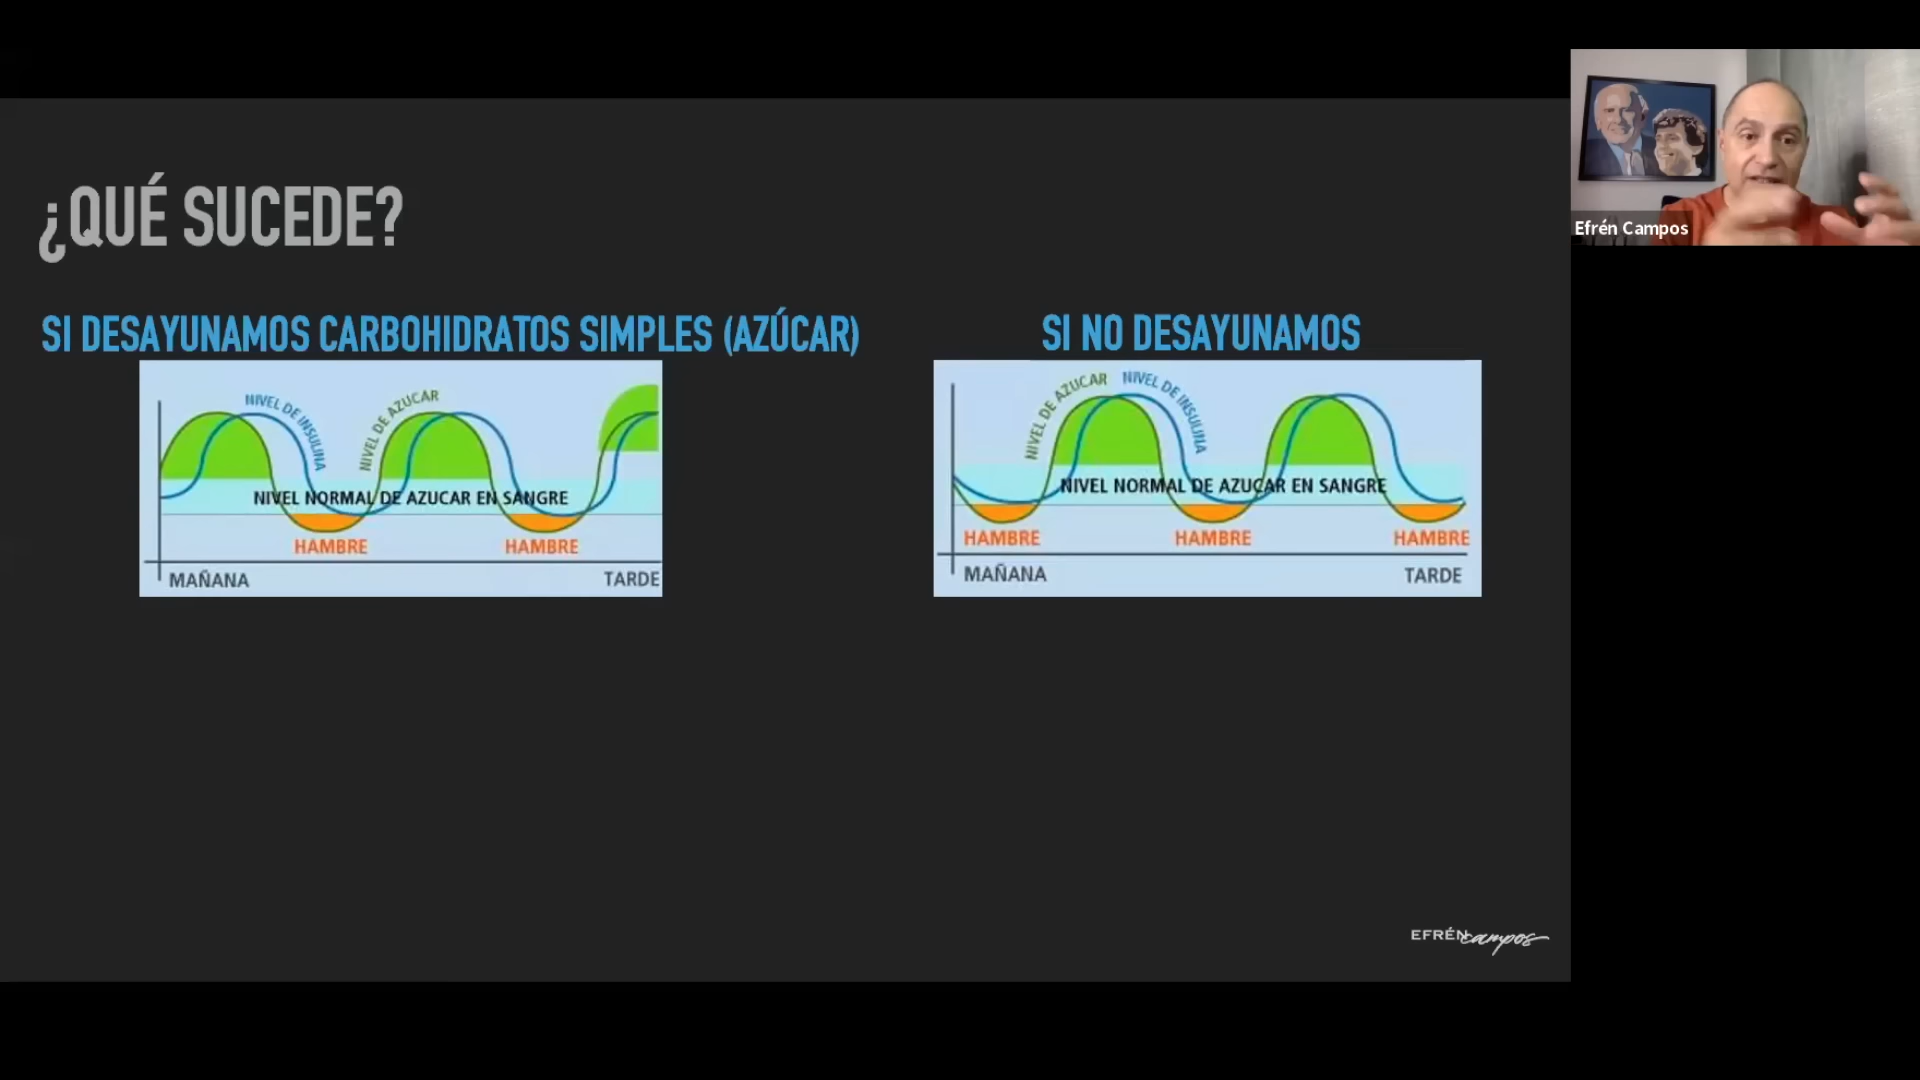 ¿QUÉ SUCEDE?
SI DESAYUNAMOS CARBOHIDRATOS SIMPLES (AZÚCAR)
NIVEL DE INSULINA
NIVEL DE AZUCAR
NIVEL NORMAL DE AZUCAR EN SANGRE
HAMBRE
HAMBRE
MAÑANA
TARDE
SI NO DESAYUNAMOS
NIVEL DE AZUCAR
NIVEL DE INSULINA
NIVEL NORMAL DE AZUCAR EN SANGRE
HAMBRE
HAMBRE
HAMBRE
MAÑANA
TARDE
Efrén Campos
EFRÉN campos